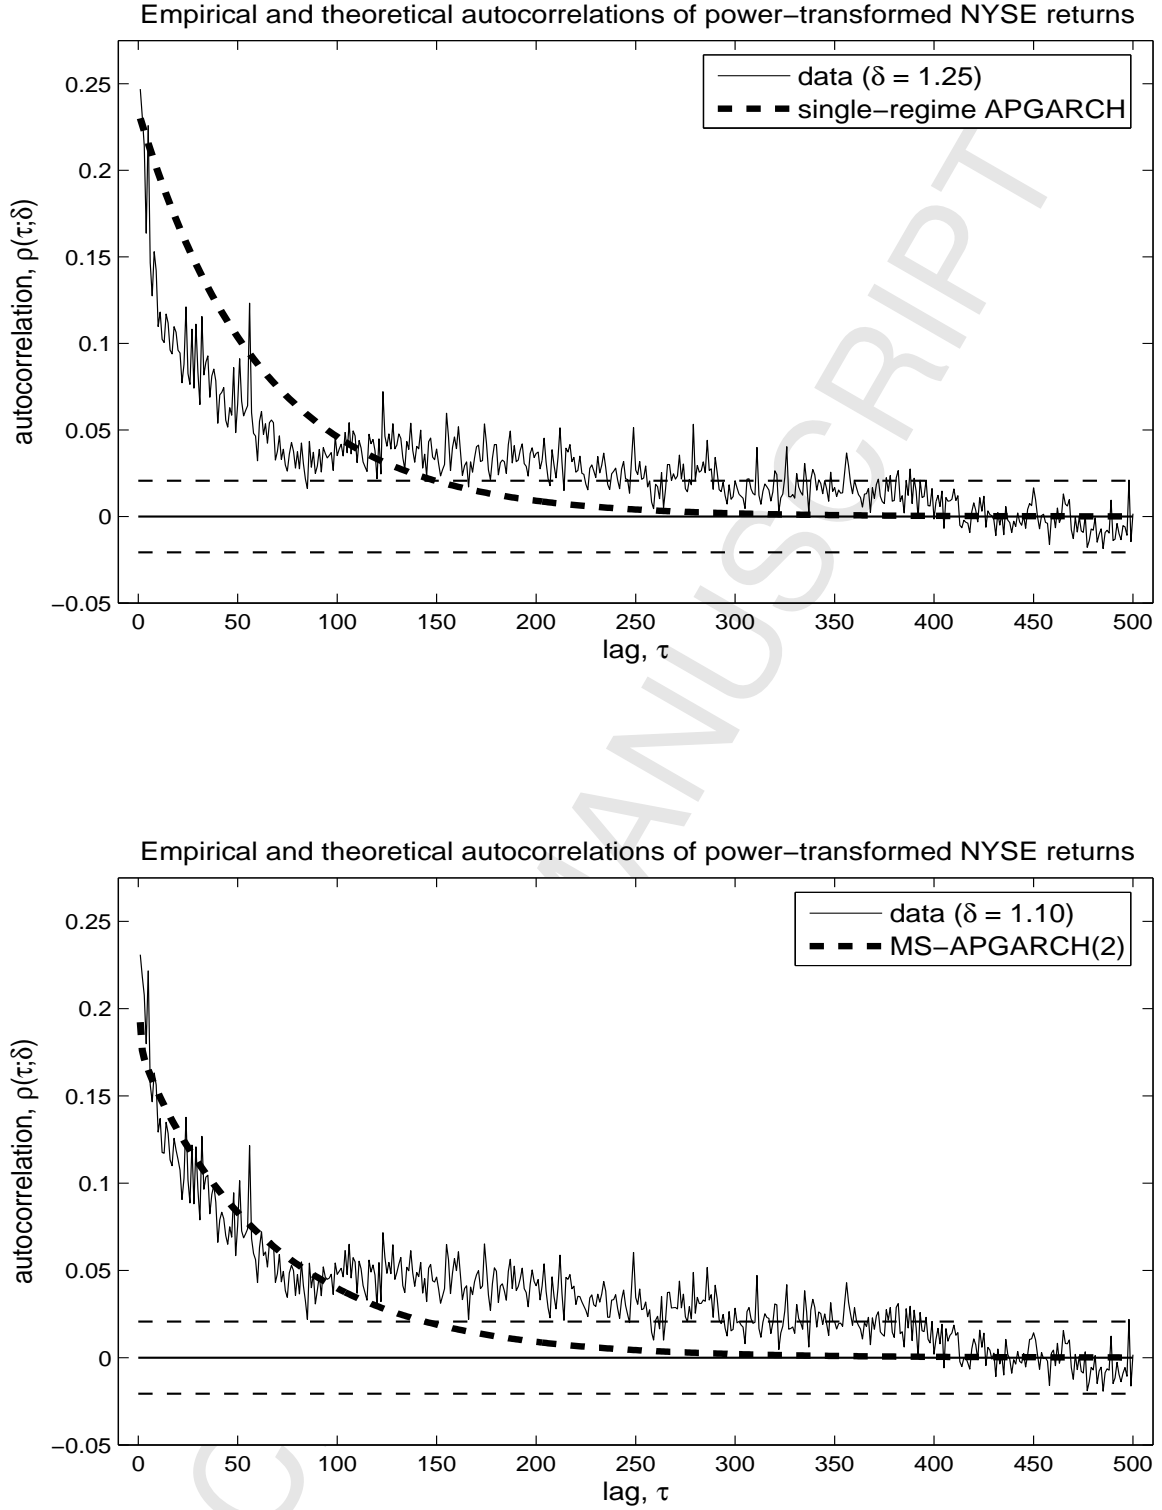 Empirical and theoretical autocorrelations of power−transformed NYSE returns
data (δ = 1.25)
single−regime APGARCH
autocorrelation, ρ(τ;δ)
0.25
0.2
0.15
0.1
0.05
0
−0.05
0 50 100 150 200 250 300 350 400 450 500
lag, τ
MANUSCRIPT
Empirical and theoretical autocorrelations of power−transformed NYSE returns
data (δ = 1.10)
MS−APGARCH(2)
autocorrelation, ρ(τ;δ)
0.25
0.2
0.15
0.1
0.05
0
−0.05
0 50 100 150 200 250 300 350 400 450 500
lag, τ